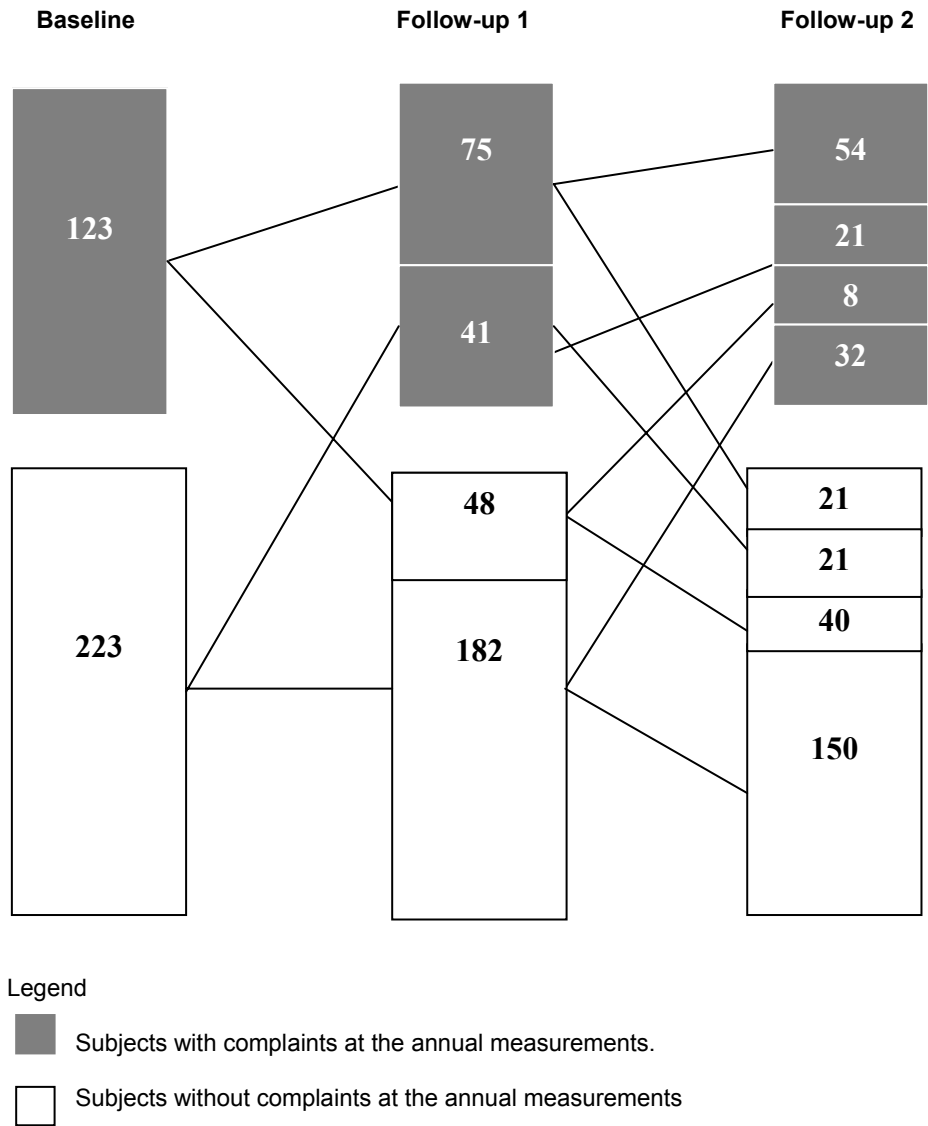 Baseline Follow-up 1 Follow-up 2
75 54
123 21
8
41 32
48 21
21
223 182 40
150
Legend
Subjects with complaints at the annual measurements.
Subjects without complaints at the annual measurements